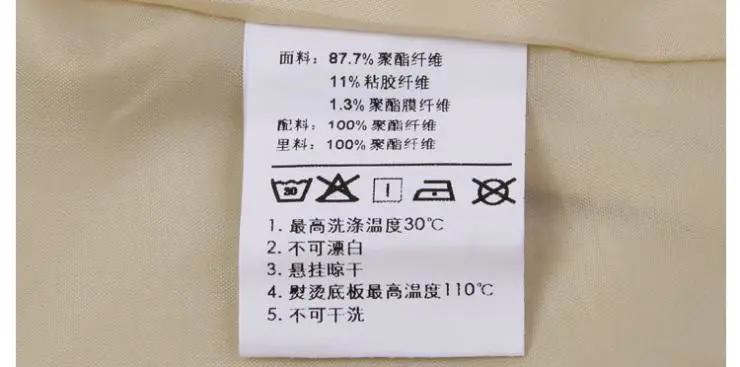 面料：87.7% 聚酯纤维
11% 粘胶纤维
1.3% 聚酯膜纤维
配料：100% 聚酯纤维
里料：100% 聚酯纤维
30
1. 最高洗涤温度30℃
2. 不可漂白
3. 悬挂晾干
4. 熨烫底板最高温度110℃
5. 不可干洗